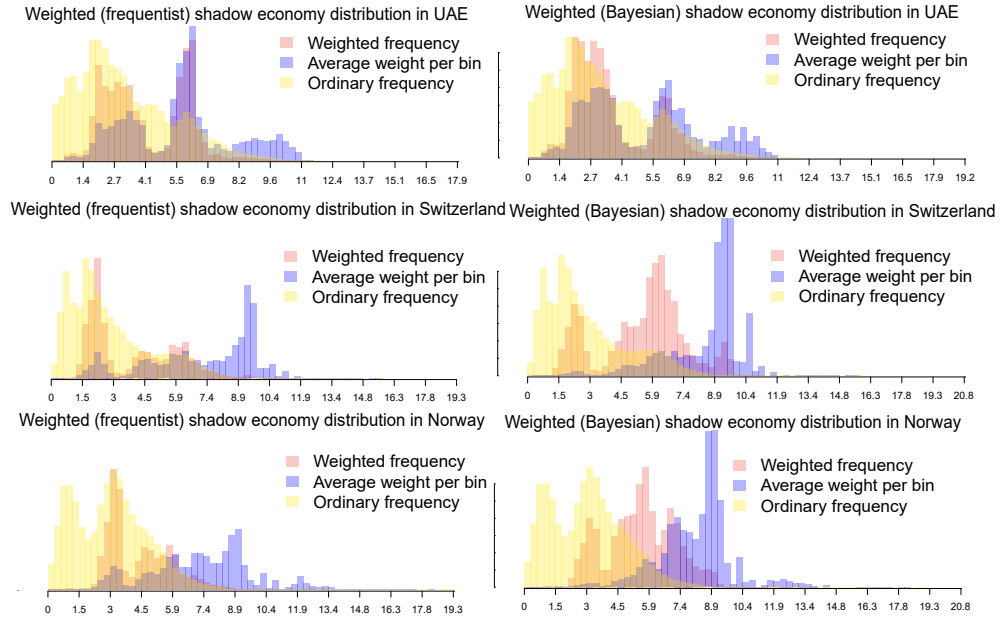 Weighted (frequentist) shadow economy distribution in UAE
Weighted frequency
Average weight per bin
Ordinary frequency
0 1.4 2.7 4.1 5.5 6.9 8.2 9.6 11 12.4 13.7 15.1 16.5 17.9
Weighted (Bayesian) shadow economy distribution in UAE
Weighted frequency
Average weight per bin
Ordinary frequency
0 1.4 2.7 4.1 5.5 6.9 8.2 9.6 11 12.4 13.7 15.1 16.5 17.9 19.2
Weighted (frequentist) shadow economy distribution in Switzerland
Weighted frequency
Average weight per bin
Ordinary frequency
0 1.5 3 4.5 5.9 7.4 8.9 10.4 11.9 13.4 14.8 16.3 17.8 19.3
Weighted (Bayesian) shadow economy distribution in Switzerland
Weighted frequency
Average weight per bin
Ordinary frequency
0 1.5 3 4.5 5.9 7.4 8.9 10.4 11.9 13.4 14.8 16.3 17.8 19.3 20.8
Weighted (frequentist) shadow economy distribution in Norway
Weighted frequency
Average weight per bin
Ordinary frequency
0 1.5 3 4.5 5.9 7.4 8.9 10.4 11.9 13.4 14.8 16.3 17.8 19.3
Weighted (Bayesian) shadow economy distribution in Norway
Weighted frequency
Average weight per bin
Ordinary frequency
0 1.5 3 4.5 5.9 7.4 8.9 10.4 11.9 13.4 14.8 16.3 17.8 19.3 20.8